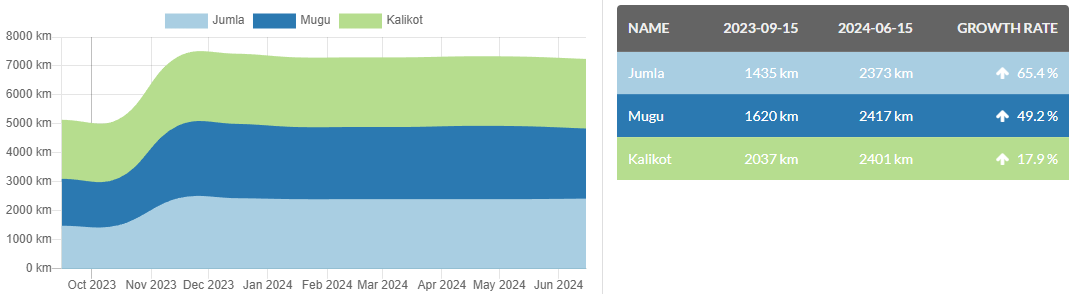 Jumla Mugu Kalikot
8000 km
7000 km
6000 km
5000 km
4000 km
3000 km
2000 km
1000 km
0 km
Oct 2023 Nov 2023 Dec 2023 Jan 2024 Feb 2024 Mar 2024 Apr 2024 May 2024 Jun 2024
NAME 2023-09-15 2024-06-15 GROWTH RATE
Jumla 1435 km 2373 km 65.4 %
Mugu 1620 km 2417 km 49.2 %
Kalikot 2037 km 2401 km 17.9 %